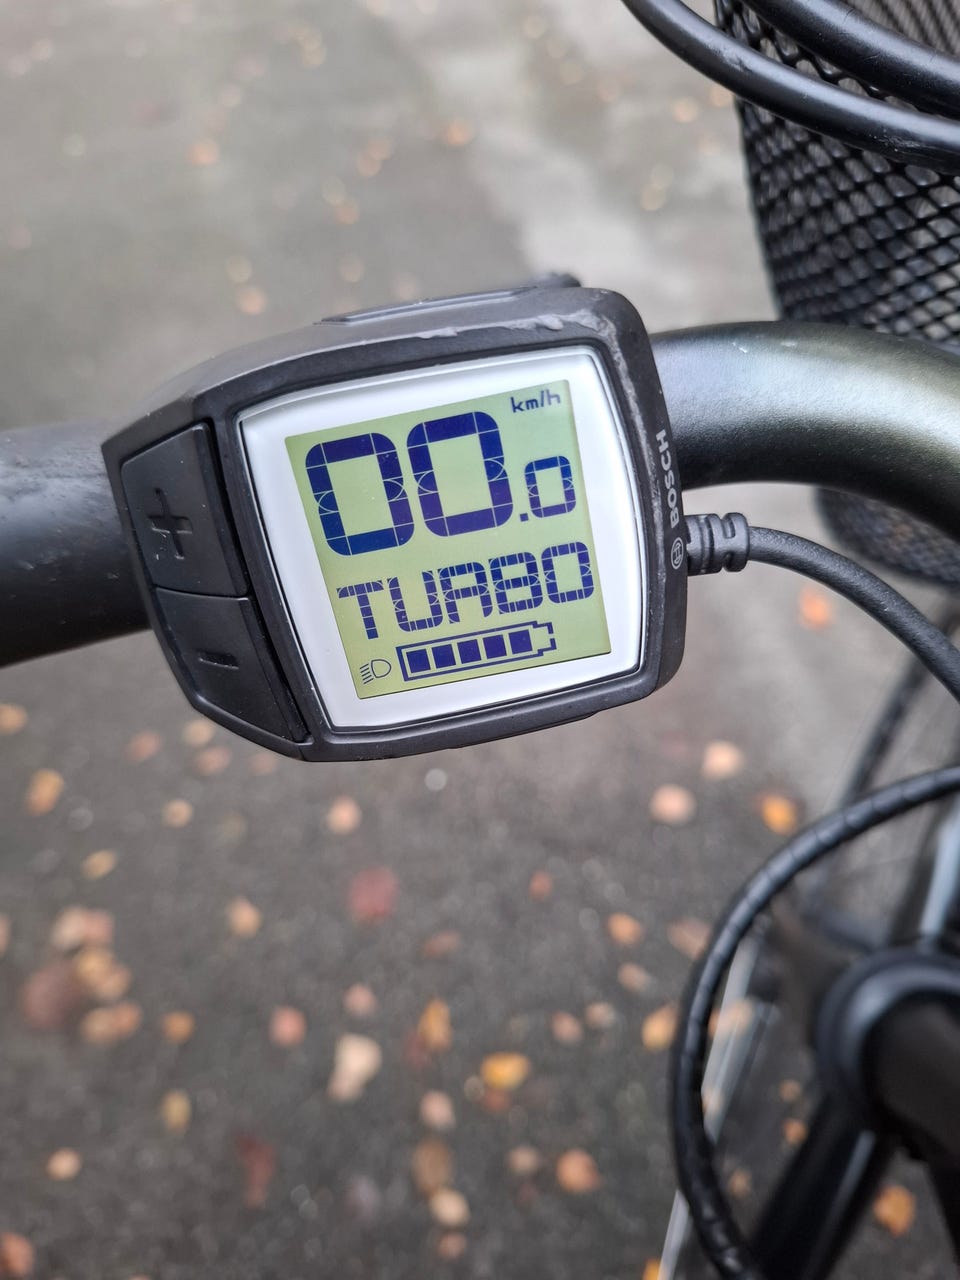 km/h
00.0
TURBO
+
-
BOSCH